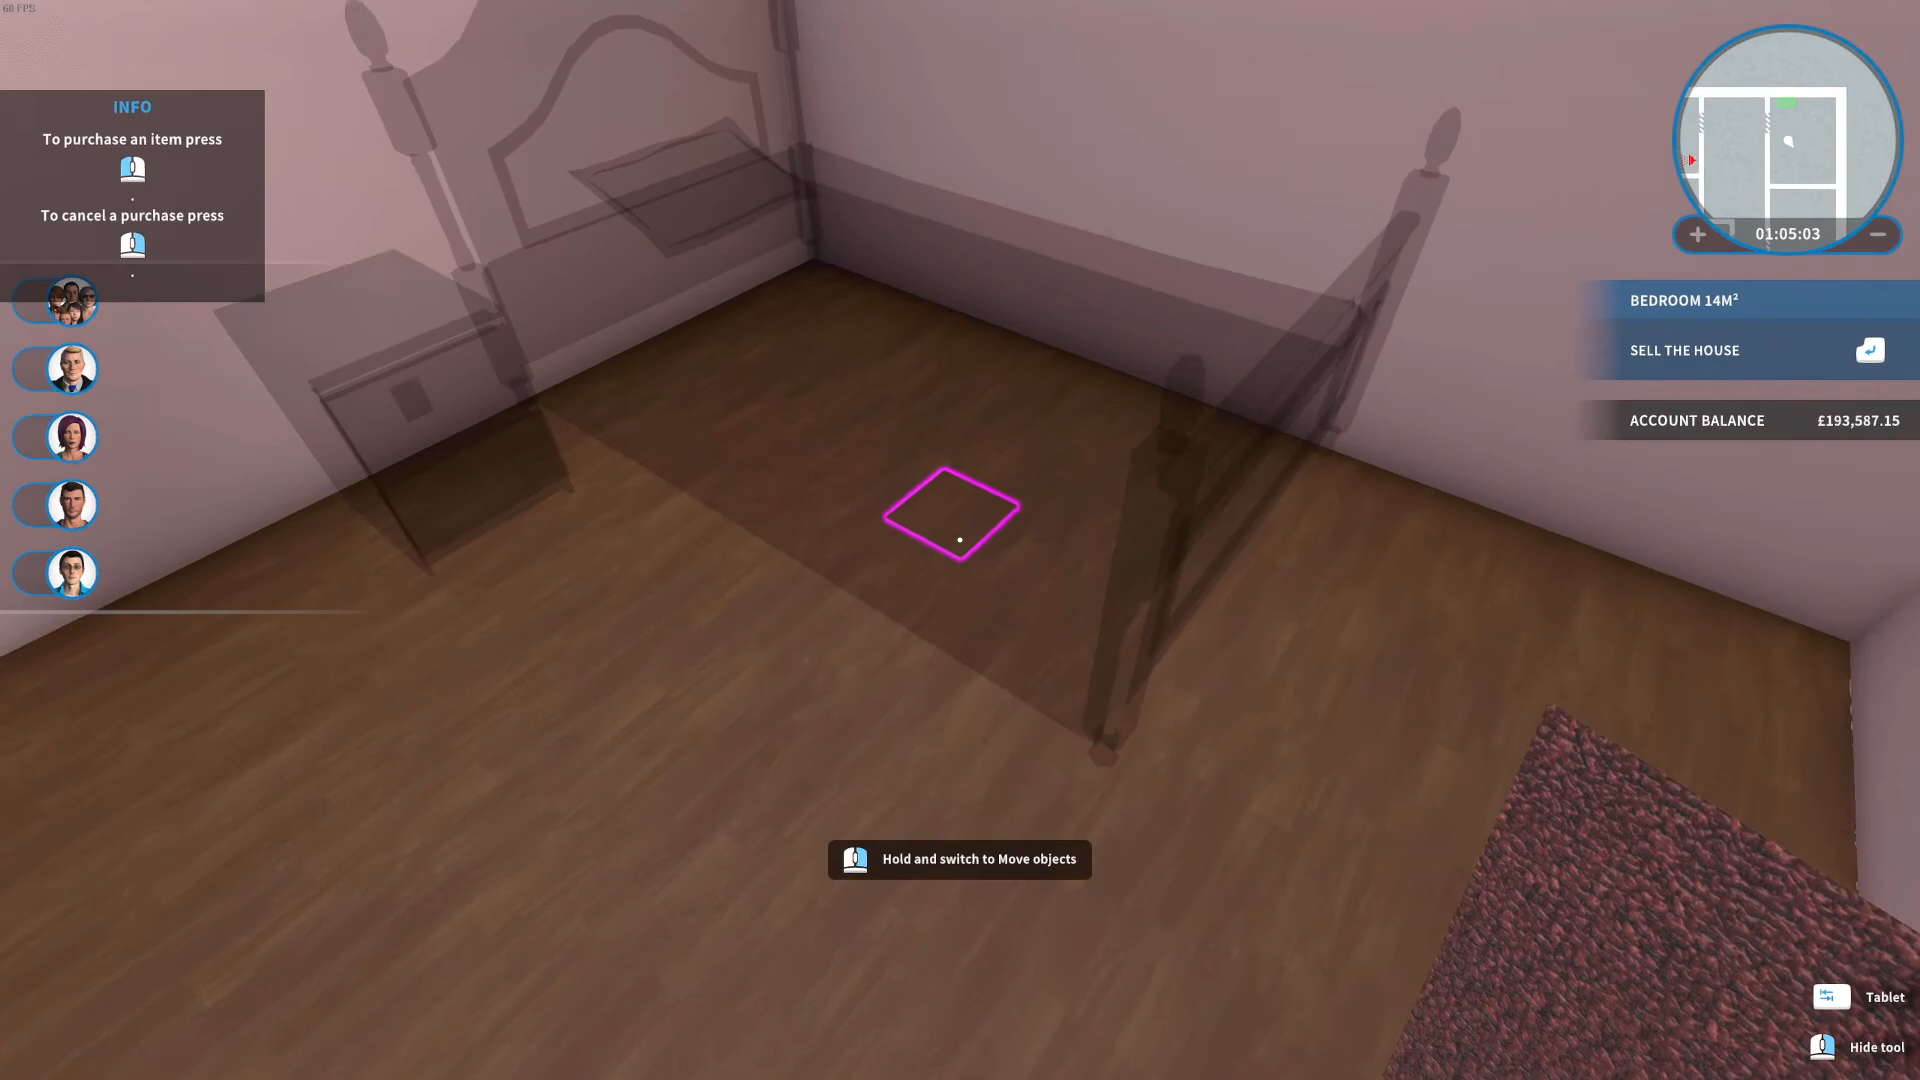 60 FPS
INFO
To purchase an item press
.
To cancel a purchase press
.
01:05:03
BEDROOM 14M²
SELL THE HOUSE
ACCOUNT BALANCE £193,587.15
Hold and switch to Move objects
Tablet
Hide tool